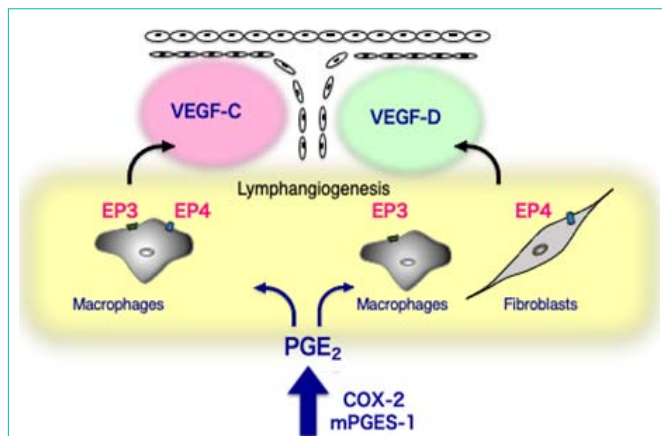 VEGF-C
VEGF-D
Lymphangiogenesis
EP3
EP4
EP3
EP4
Macrophages
Macrophages
Fibroblasts
PGE₂
COX-2
mPGES-1